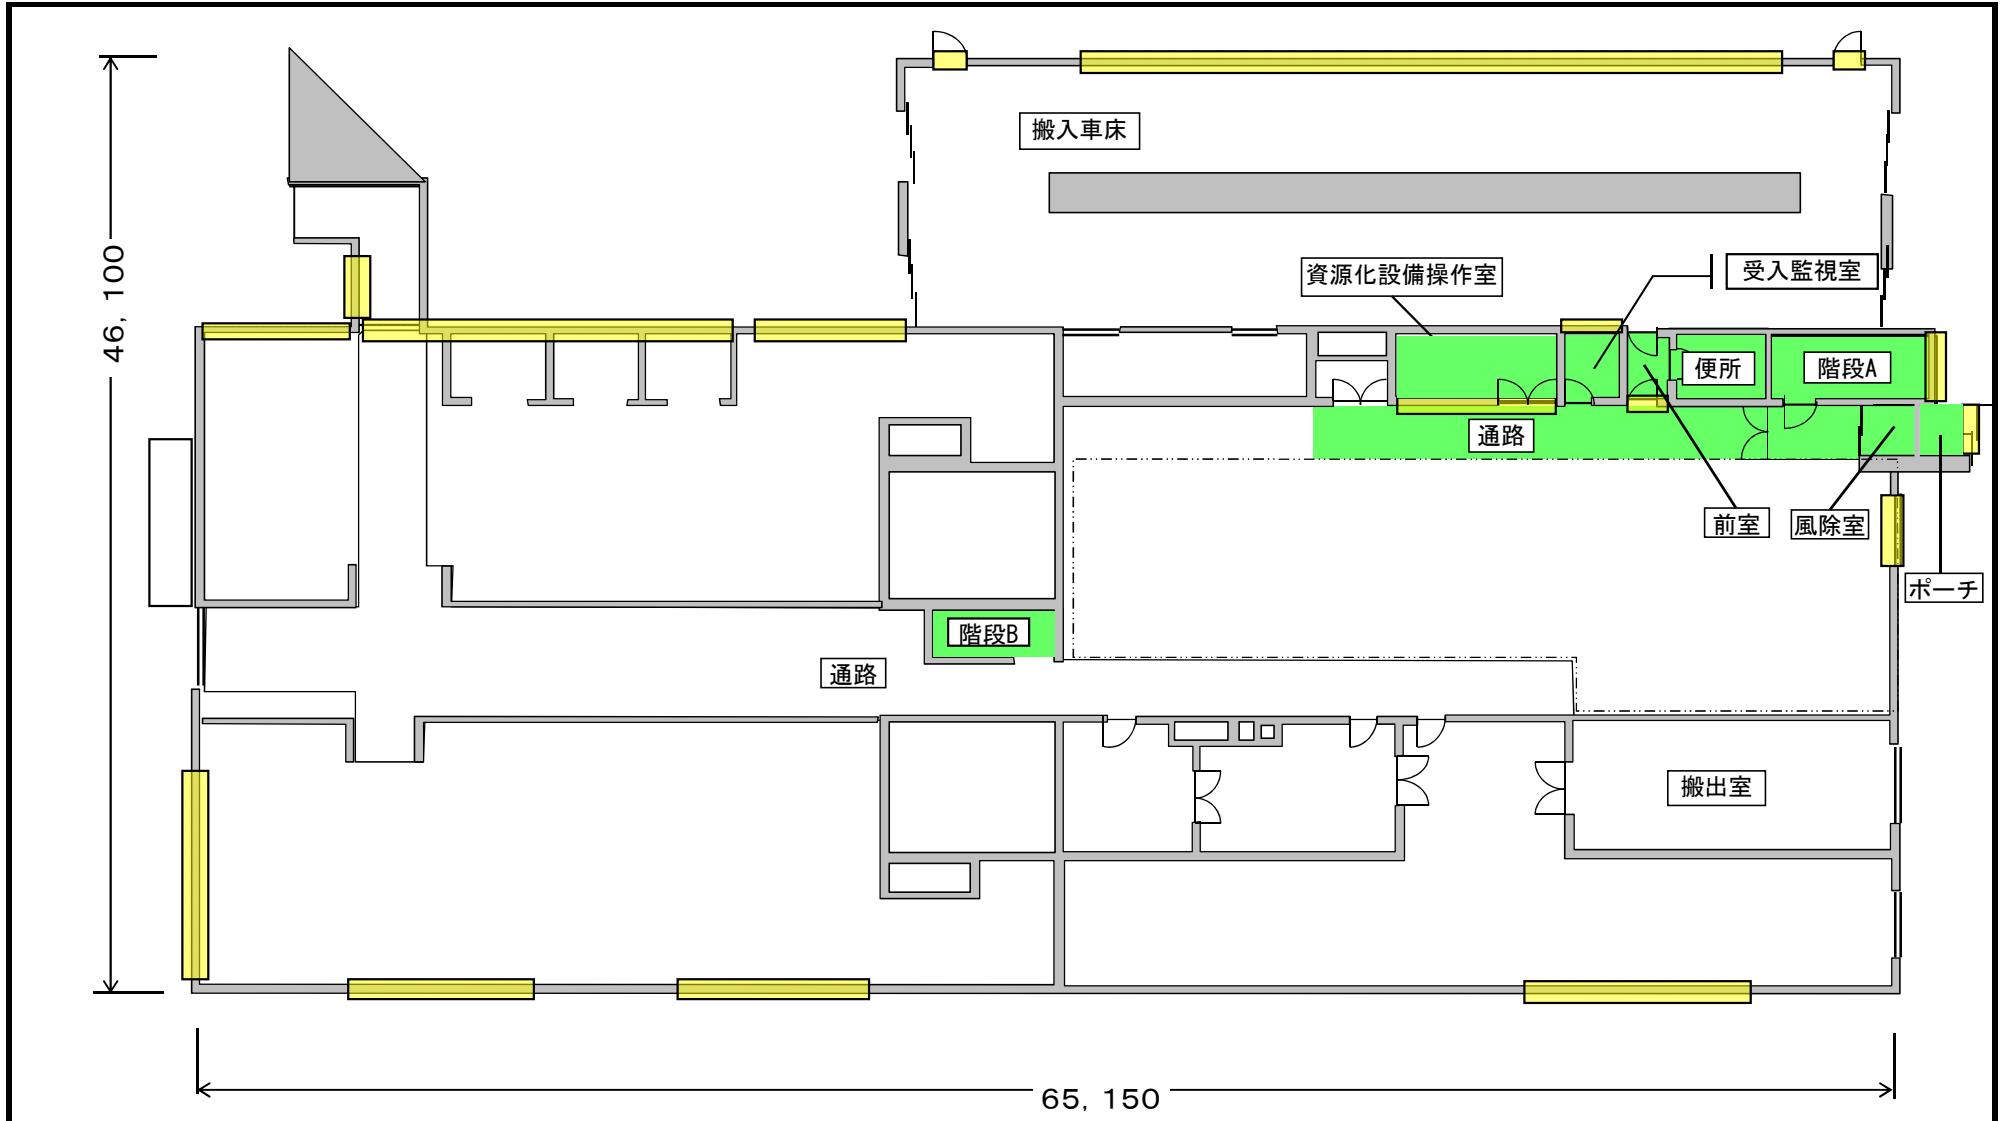 搬入車床
46, 100
資源化設備操作室
受入監視室
便所
階段A
通路
前室
風除室
ポーチ
階段B
通路
搬出室
65, 150